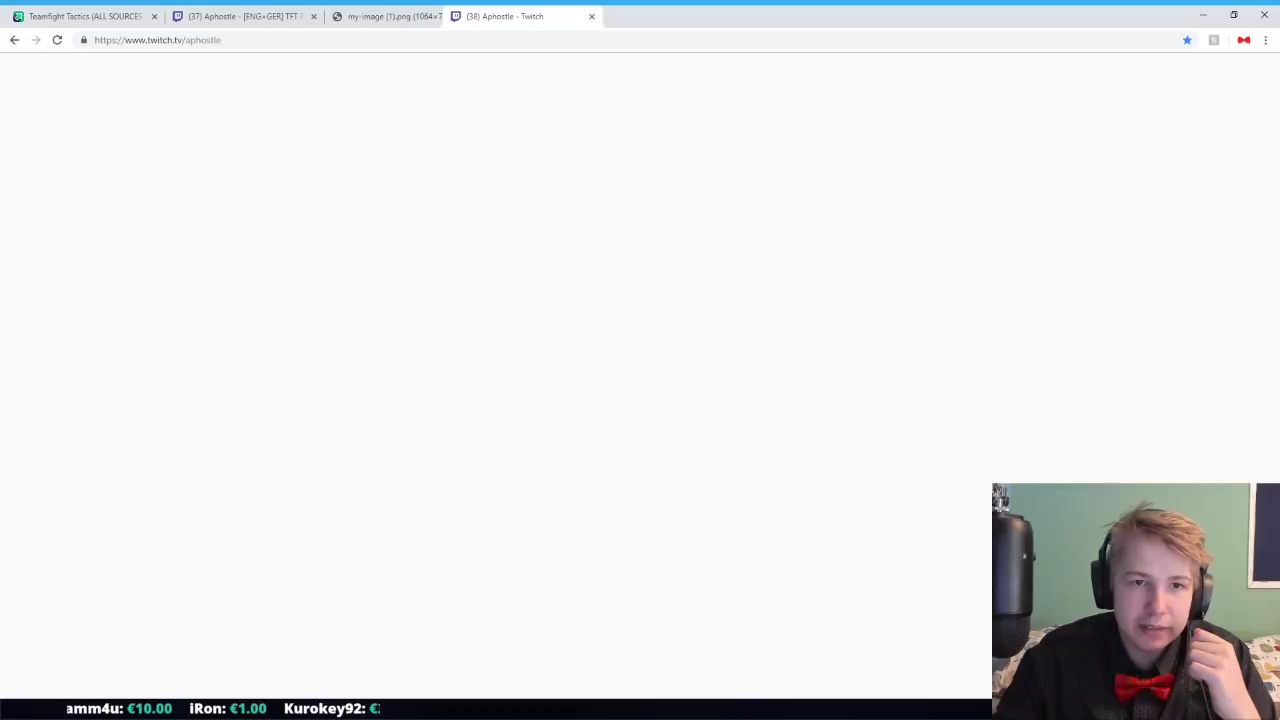 Teamfight Tactics (ALL SOURCES
(37) Aphostle - [ENG+GER] TFT
my-image (1).png (1064×7
(38) Aphostle - Twitch
https://www.twitch.tv/aphostle
amm4u: €10.00 iRon: €1.00 Kurokey92: €